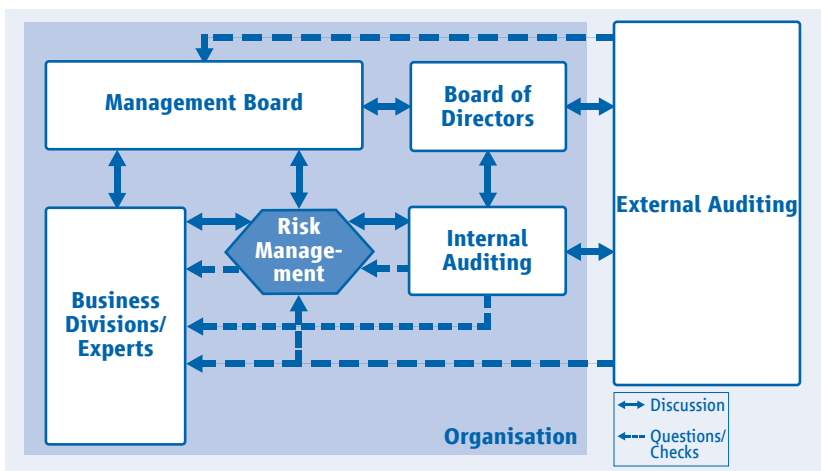 Management Board
Board of
Directors
External Auditing
Risk
Manage-
ment
Internal
Auditing
Business
Divisions/
Experts
Organisation
Discussion
Questions/
Checks